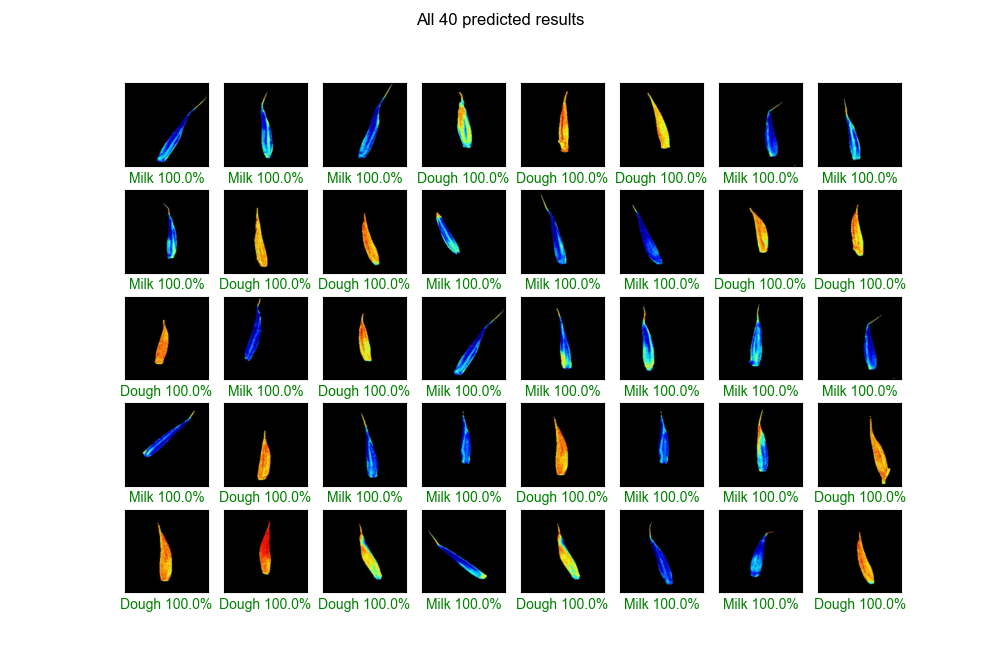 All 40 predicted results
Milk 100.0% Milk 100.0% Milk 100.0% Dough 100.0% Dough 100.0% Dough 100.0% Milk 100.0% Milk 100.0%
Milk 100.0% Dough 100.0% Dough 100.0% Milk 100.0% Milk 100.0% Milk 100.0% Dough 100.0% Dough 100.0%
Dough 100.0% Milk 100.0% Dough 100.0% Milk 100.0% Milk 100.0% Milk 100.0% Milk 100.0% Milk 100.0%
Milk 100.0% Dough 100.0% Milk 100.0% Milk 100.0% Dough 100.0% Milk 100.0% Milk 100.0% Dough 100.0%
Dough 100.0% Dough 100.0% Dough 100.0% Milk 100.0% Dough 100.0% Milk 100.0% Milk 100.0% Dough 100.0%